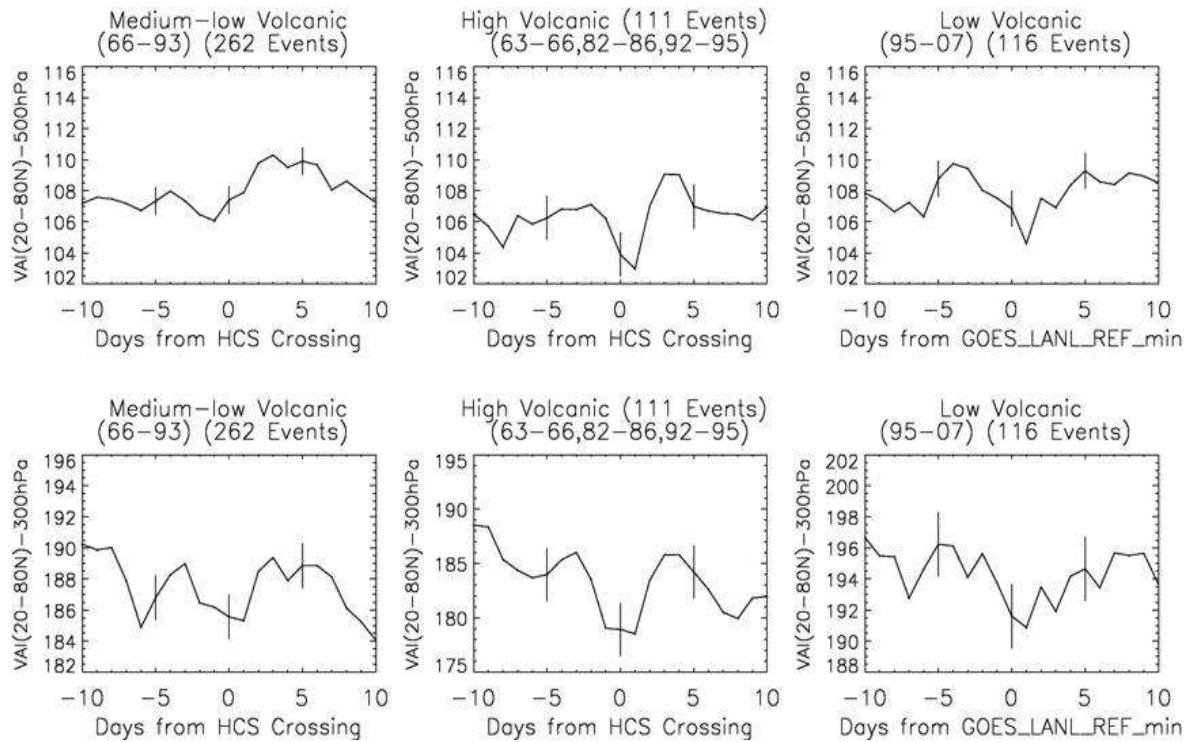 Medium-low Volcanic
(66-93) (262 Events)
VAI(20-80N)-500hPa
116
114
112
110
108
106
104
102
-10 -5 0 5 10
Days from HCS Crossing
High Volcanic (111 Events)
(63-66,82-86,92-95)
VAI(20-80N)-500hPa
116
114
112
110
108
106
104
102
-10 -5 0 5 10
Days from HCS Crossing
Low Volcanic
(95-07) (116 Events)
VAI(20-80N)-500hPa
116
114
112
110
108
106
104
102
-10 -5 0 5 10
Days from GOES_LANL_REF_min
Medium-low Volcanic
(66-93) (262 Events)
VAI(20-80N)-300hPa
196
194
192
190
188
186
184
182
-10 -5 0 5 10
Days from HCS Crossing
High Volcanic (111 Events)
(63-66,82-86,92-95)
VAI(20-80N)-300hPa
195
190
185
180
175
-10 -5 0 5 10
Days from HCS Crossing
Low Volcanic
(95-07) (116 Events)
VAI(20-80N)-300hPa
202
200
198
196
194
192
190
188
-10 -5 0 5 10
Days from GOES_LANL_REF_min